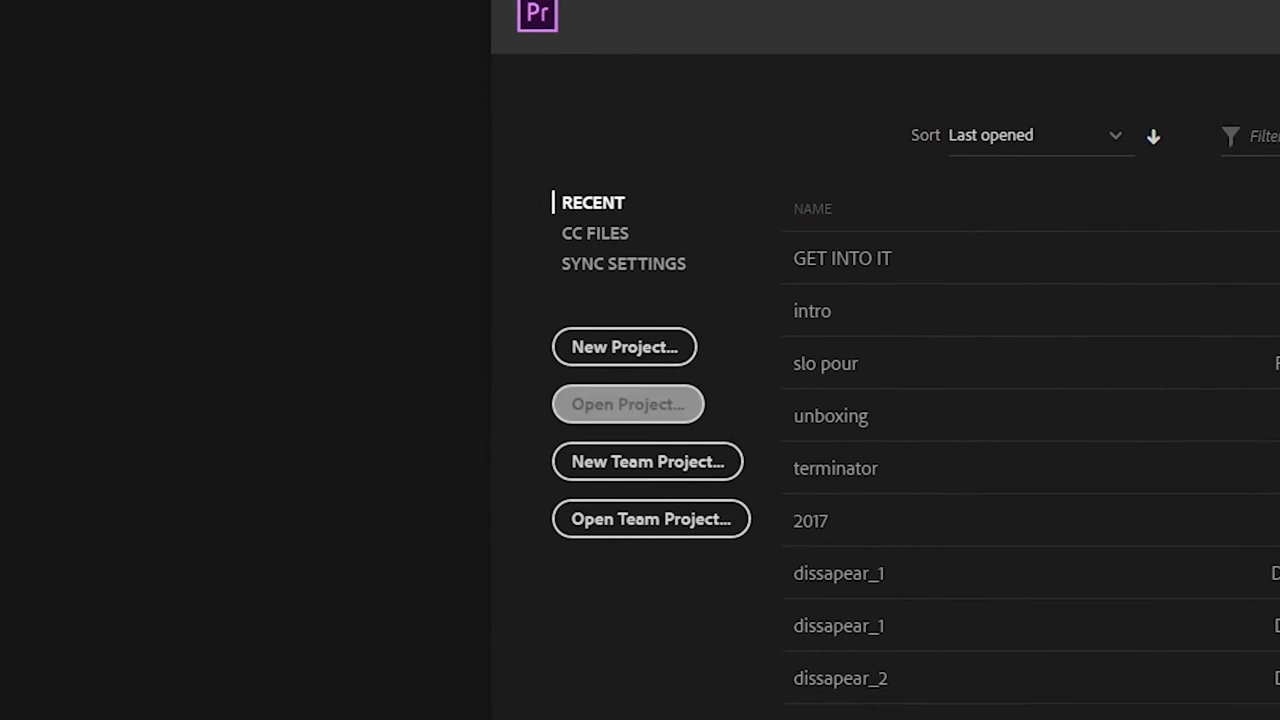 Pr
Sort Last opened
RECENT
CC FILES
SYNC SETTINGS
New Project...
Open Project...
New Team Project...
Open Team Project...
NAME
GET INTO IT
intro
slo pour
unboxing
terminator
2017
dissapear_1
dissapear_1
dissapear_2